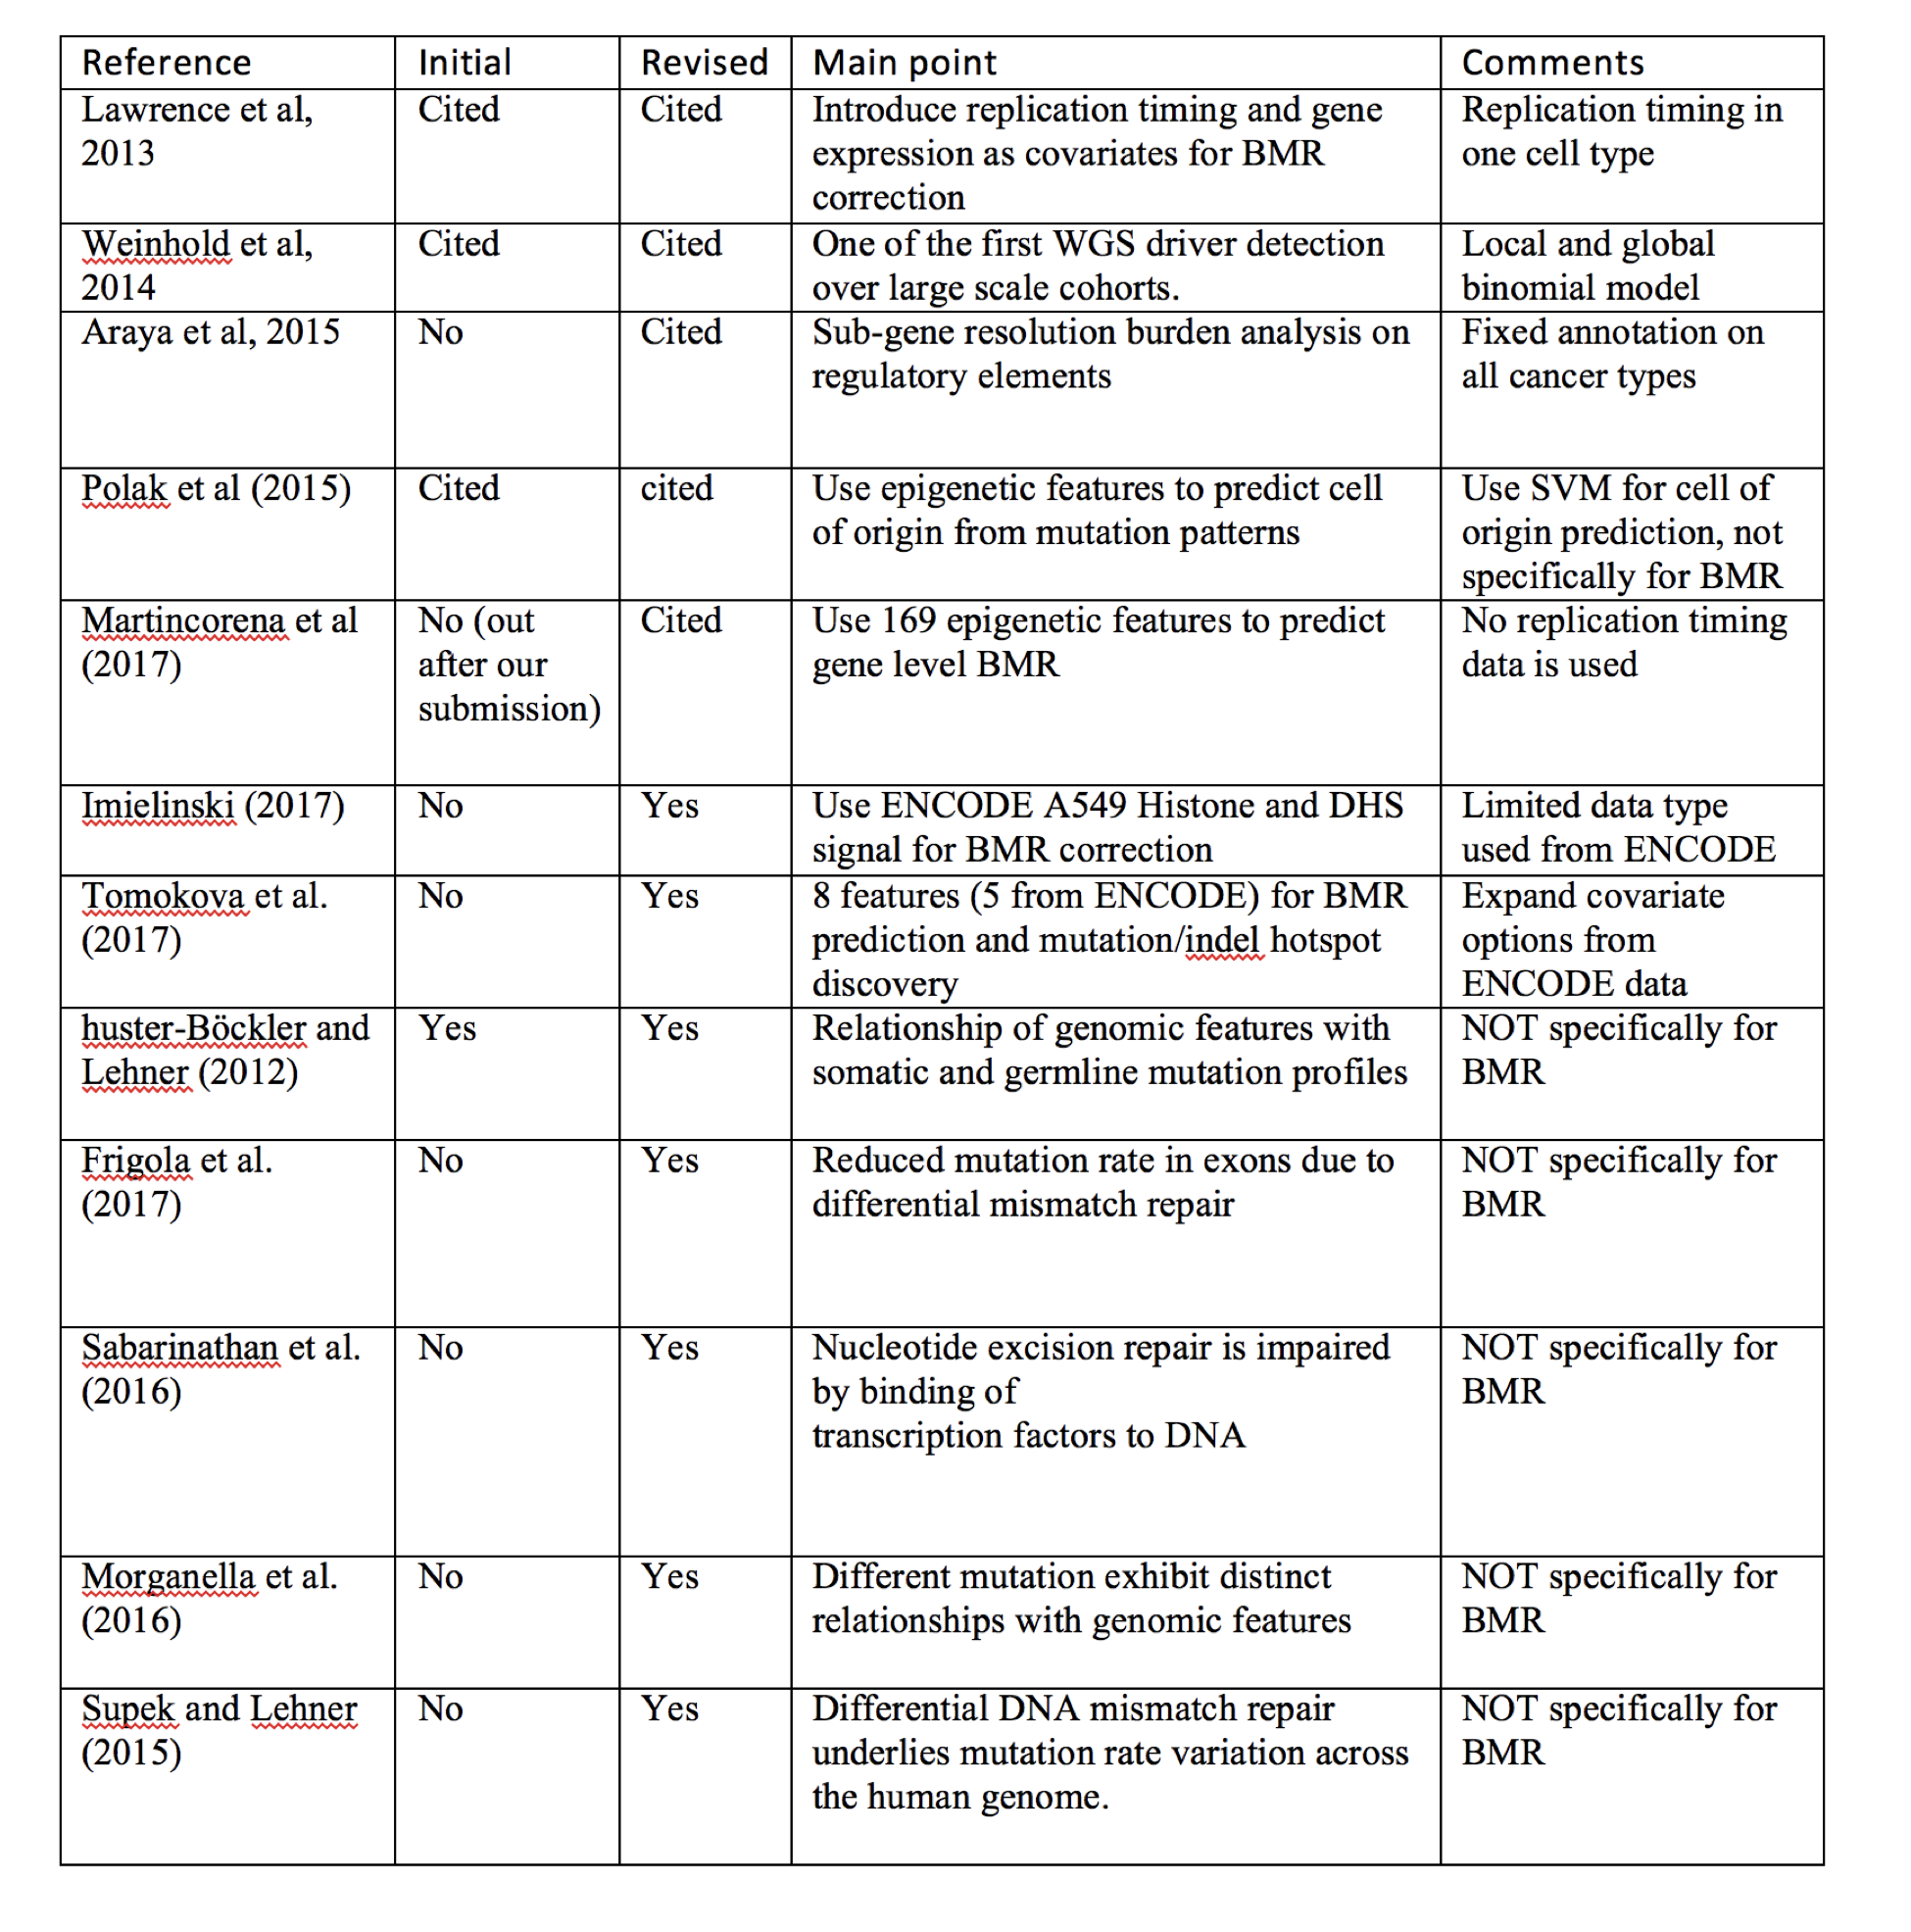 Reference Initial Revised Main point Comments
Lawrence et al, Cited Cited Introduce replication timing and gene Replication timing in
2013 expression as covariates for BMR one cell type
correction
Weinhold et al, Cited Cited One of the first WGS driver detection Local and global
2014 over large scale cohorts. binomial model
Araya et al, 2015 No Cited Sub-gene resolution burden analysis on Fixed annotation on
regulatory elements all cancer types
Polak et al (2015) Cited cited Use epigenetic features to predict cell Use SVM for cell of
of origin from mutation patterns origin prediction, not
specifically for BMR
Martincorena et al No (out Cited Use 169 epigenetic features to predict No replication timing
(2017) after our gene level BMR data is used
submission)
Imielinski (2017) No Yes Use ENCODE A549 Histone and DHS Limited data type
signal for BMR correction used from ENCODE
Tomokova et al. No Yes 8 features (5 from ENCODE) for BMR Expand covariate
(2017) prediction and mutation/indel hotspot options from
discovery ENCODE data
huster-Böckler and Yes Yes Relationship of genomic features with NOT specifically for
Lehner (2012) somatic and germline mutation profiles BMR
Frigola et al. No Yes Reduced mutation rate in exons due to NOT specifically for
(2017) differential mismatch repair BMR
Sabarinathan et al. No Yes Nucleotide excision repair is impaired NOT specifically for
(2016) by binding of BMR
transcription factors to DNA
Morganella et al. No Yes Different mutation exhibit distinct NOT specifically for
(2016) relationships with genomic features BMR
Supek and Lehner No Yes Differential DNA mismatch repair NOT specifically for
(2015) underlies mutation rate variation across BMR
the human genome.